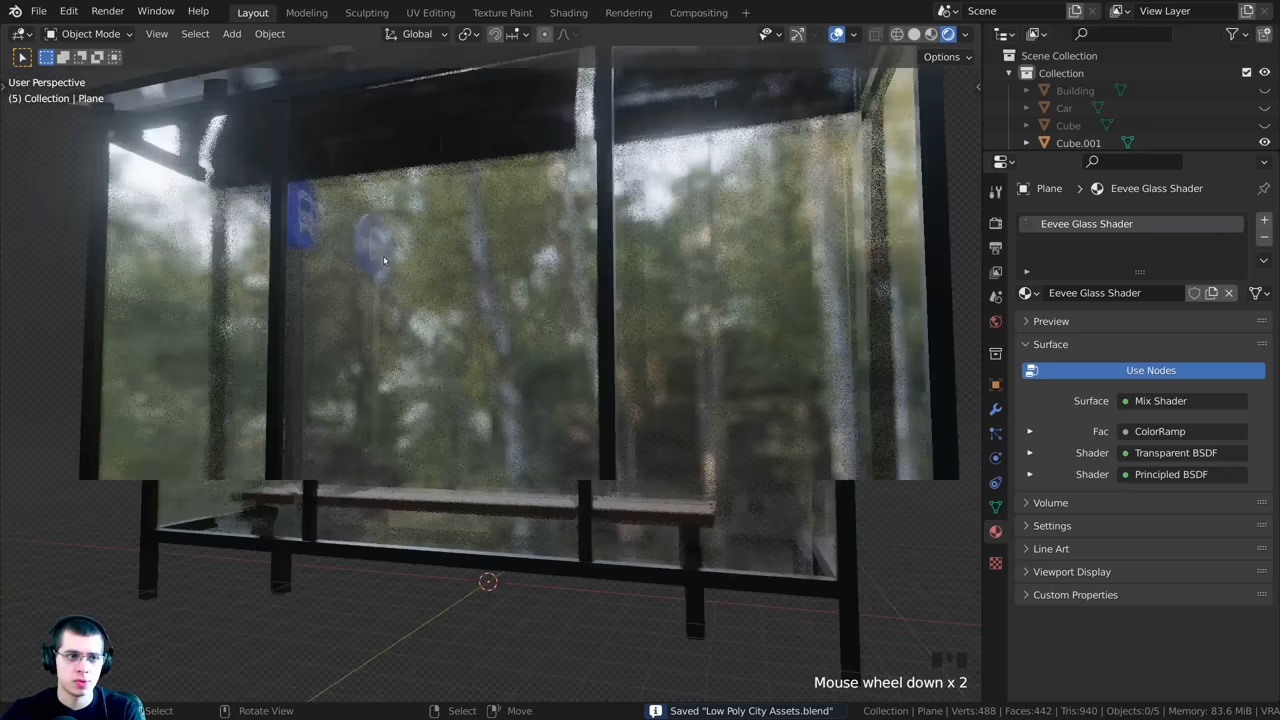 File Edit Render Window Help Layout Modeling Sculpting UV Editing Texture Paint Shading Rendering Compositing Scene View Layer
Object Mode View Select Add Object Global
Options
User Perspective
(5) Collection | Plane
Scene Collection
Collection
Building
Car
Cube
Cube.001
Plane > Eevee Glass Shader
Eevee Glass Shader
Eevee Glass Shader
Preview
Surface
Use Nodes
Surface Mix Shader
Fac ColorRamp
Shader Transparent BSDF
Shader Principled BSDF
Volume
Settings
Line Art
Viewport Display
Custom Properties
Mouse wheel down x 2
Select Rotate View Select Move Saved "Low Poly City Assets.blend" Collection | Plane | Verts:488 | Faces:442 | Tris:940 | Objects:0/5 | Memory: 83.6 MiB | VRA